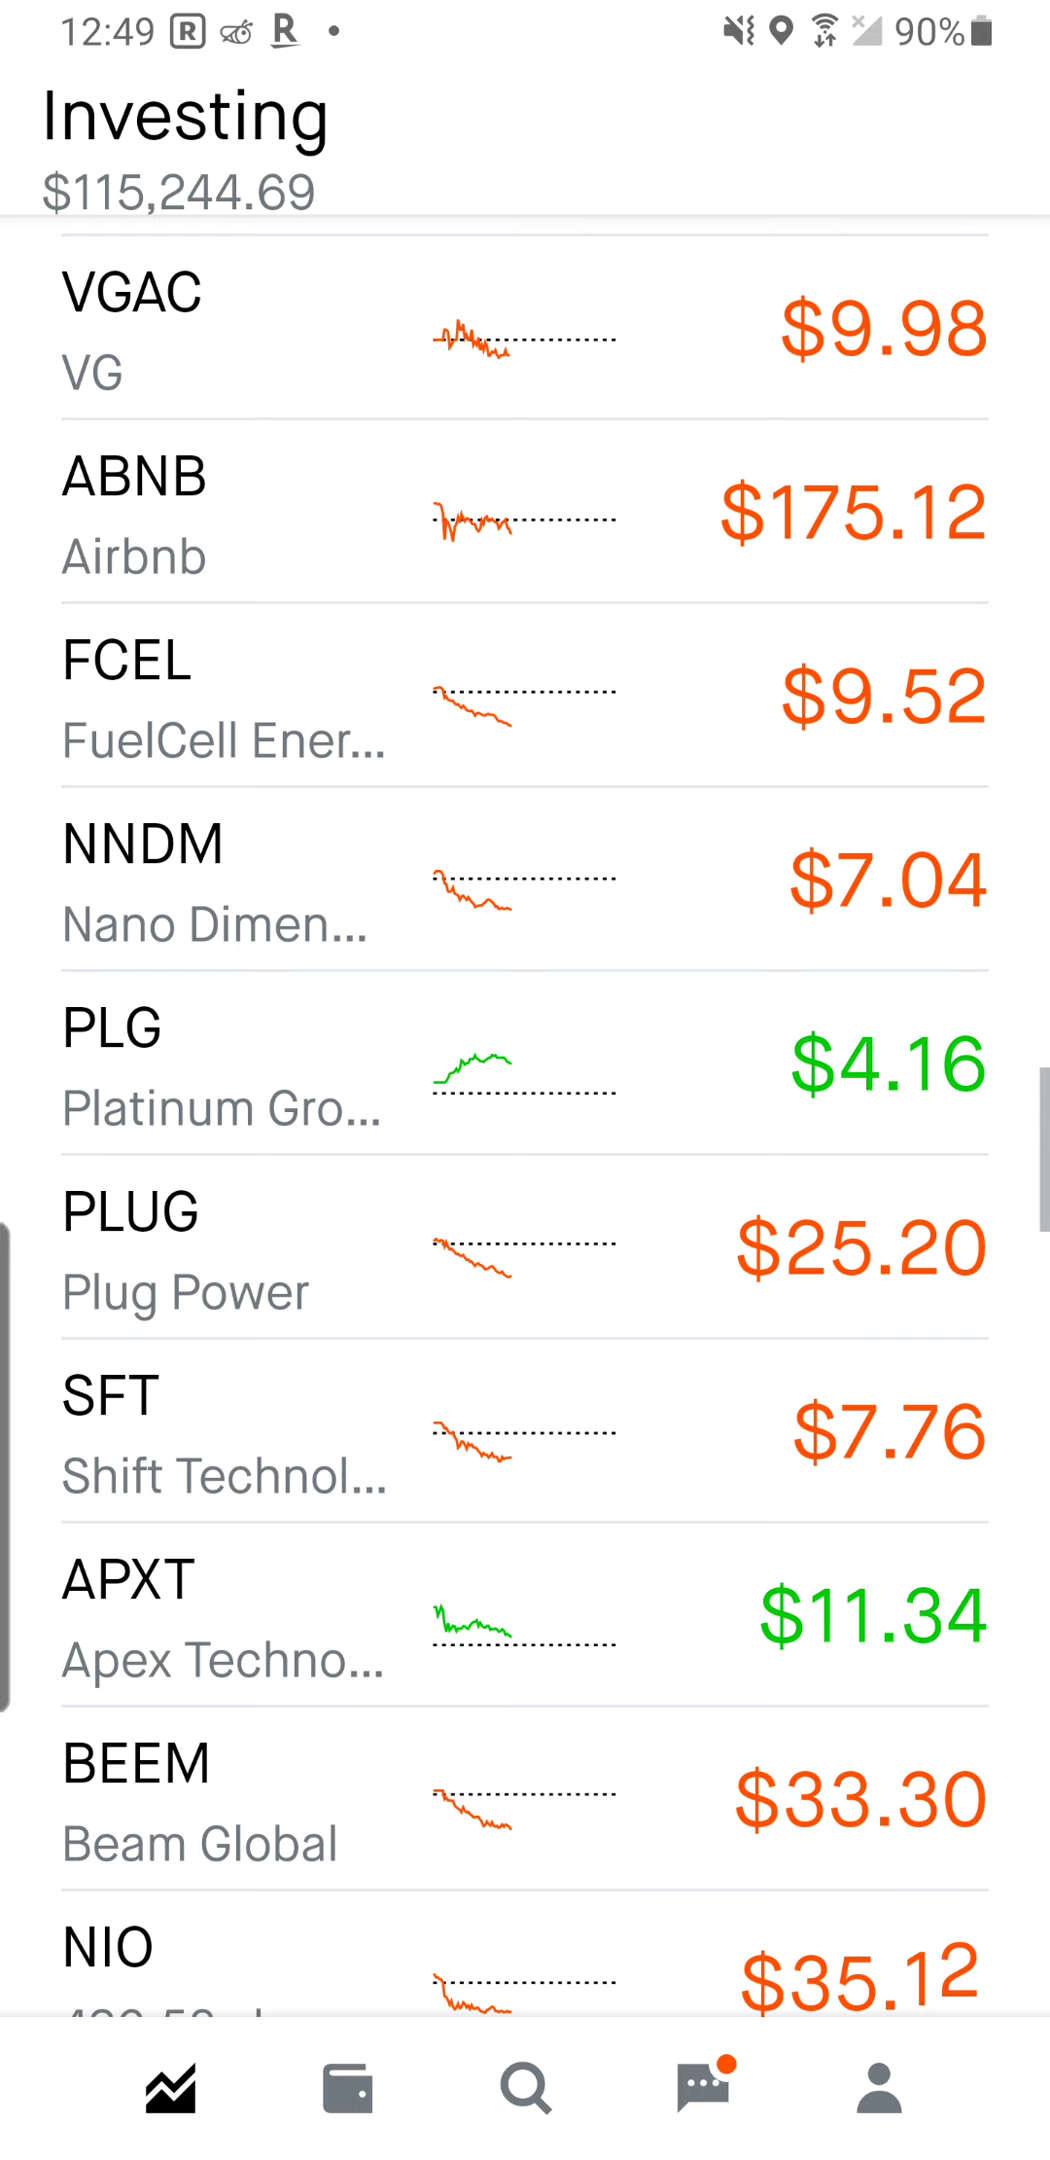 12:49 R R 90%
Investing
$115,244.69
VGAC
VG
$9.98
ABNB
Airbnb
$175.12
FCEL
FuelCell Ener...
$9.52
NNDM
Nano Dimen...
$7.04
PLG
Platinum Gro...
$4.16
PLUG
Plug Power
$25.20
SFT
Shift Technol...
$7.76
APXT
Apex Techno...
$11.34
BEEM
Beam Global
$33.30
NIO
$35.12